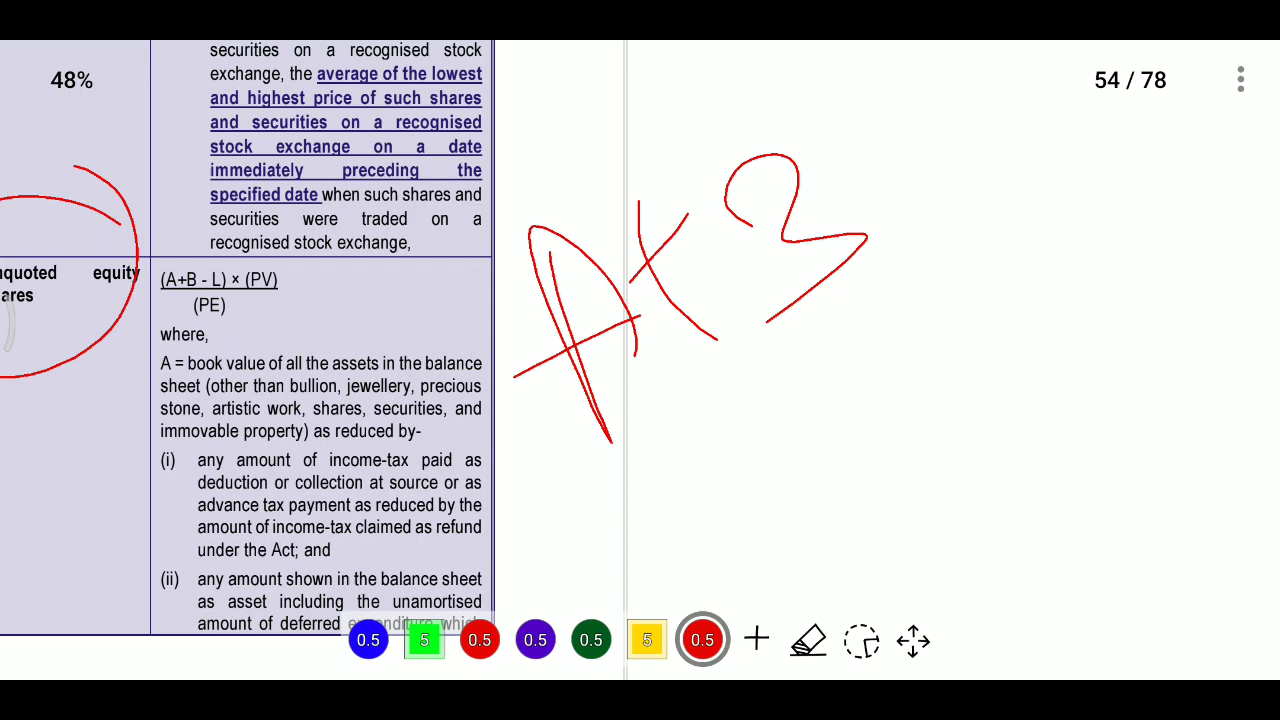 48%
54 / 78
securities on a recognised stock
exchange, the average of the lowest
and highest price of such shares
and securities on a recognised
stock exchange on a date
immediately preceding the
specified date when such shares and
securities were traded on a
recognised stock exchange,
nquoted equity
ares
(A+B - L) × (PV)
(PE)
where,
A = book value of all the assets in the balance
sheet (other than bullion, jewellery, precious
stone, artistic work, shares, securities, and
immovable property) as reduced by-
(i) any amount of income-tax paid as
deduction or collection at source or as
advance tax payment as reduced by the
amount of income-tax claimed as refund
under the Act; and
(ii) any amount shown in the balance sheet
as asset including the unamortised
amount of deferred expenditure which
0.5 5 0.5 0.5 0.5 5 0.5